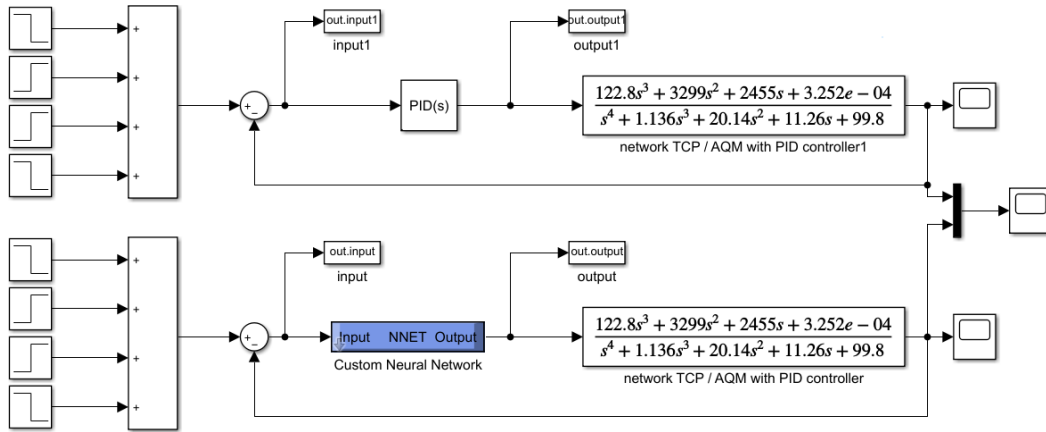 out.input1
input1
out.output1
output1
+
+
+
+
+
−
PID(s)
122.8s³ + 3299s² + 2455s + 3.252e − 04
s⁴ + 1.136s³ + 20.14s² + 11.26s + 99.8
network TCP / AQM with PID controller1
out.input
input
out.output
output
+
+
+
+
+
−
Input NNET Output
Custom Neural Network
122.8s³ + 3299s² + 2455s + 3.252e − 04
s⁴ + 1.136s³ + 20.14s² + 11.26s + 99.8
network TCP / AQM with PID controller